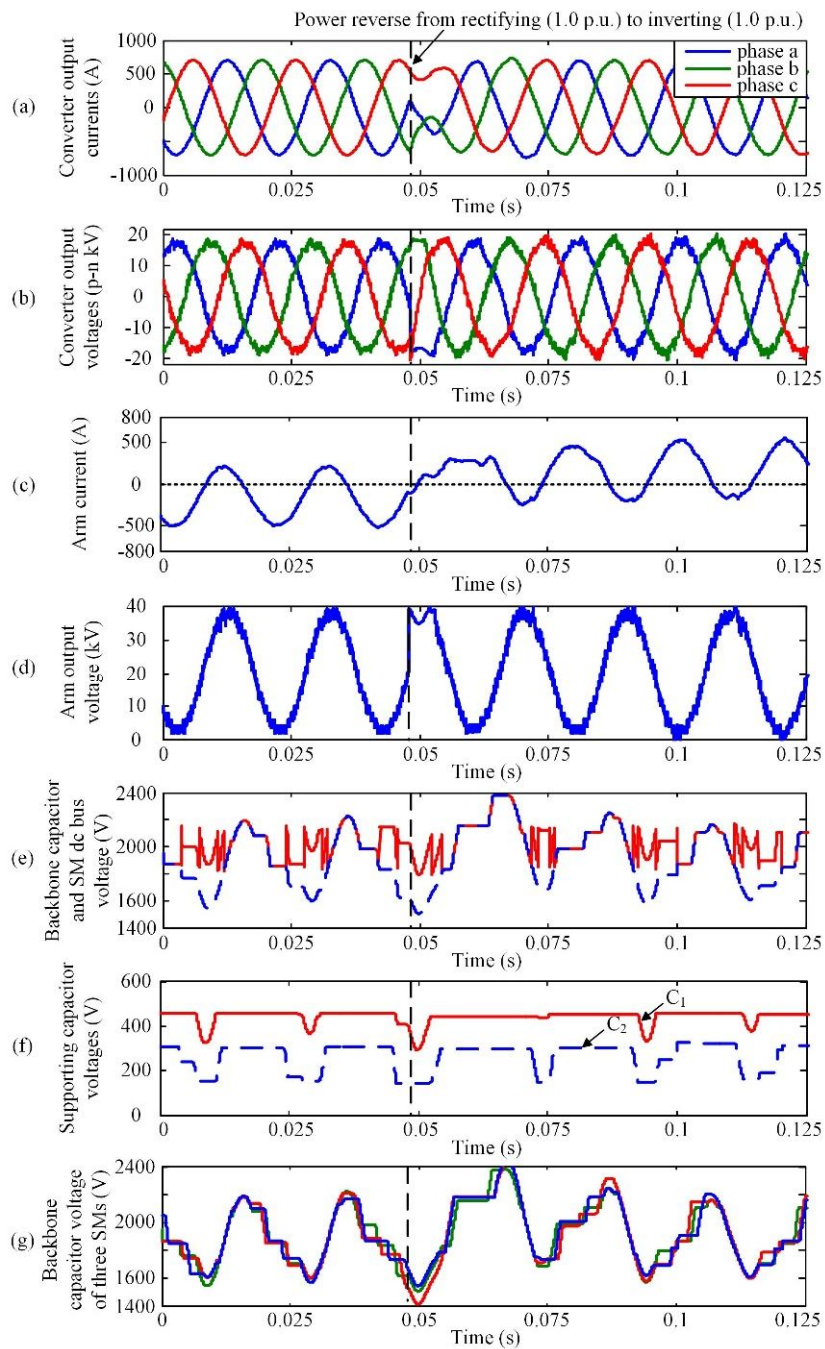 Power reverse from rectifying (1.0 p.u.) to inverting (1.0 p.u.)
(a)
Converter output
currents (A)
1000
500
0
-1000
phase a
phase b
phase c
0 0.025 0.05 0.075 0.1 0.125
Time (s)
(b)
Converter output
voltages (p-n kV)
20
10
0
-10
-20
0 0.025 0.05 0.075 0.1 0.125
Time (s)
(c)
Arm current (A)
800
500
0
-500
-800
0 0.025 0.05 0.075 0.1 0.125
Time (s)
(d)
Arm output
voltage (kV)
40
30
20
10
0
0 0.025 0.05 0.075 0.1 0.125
Time (s)
(e)
Backbone capacitor
and SM dc bus
voltage (V)
2400
2000
1600
1400
0 0.025 0.05 0.075 0.1 0.125
Time (s)
(f)
Supporting capacitor
voltages (V)
600
400
200
0
C1
C2
0 0.025 0.05 0.075 0.1 0.125
Time (s)
(g)
Backbone
capacitor voltage
of three SMs (V)
2400
2000
1600
1400
0 0.025 0.05 0.075 0.1 0.125
Time (s)